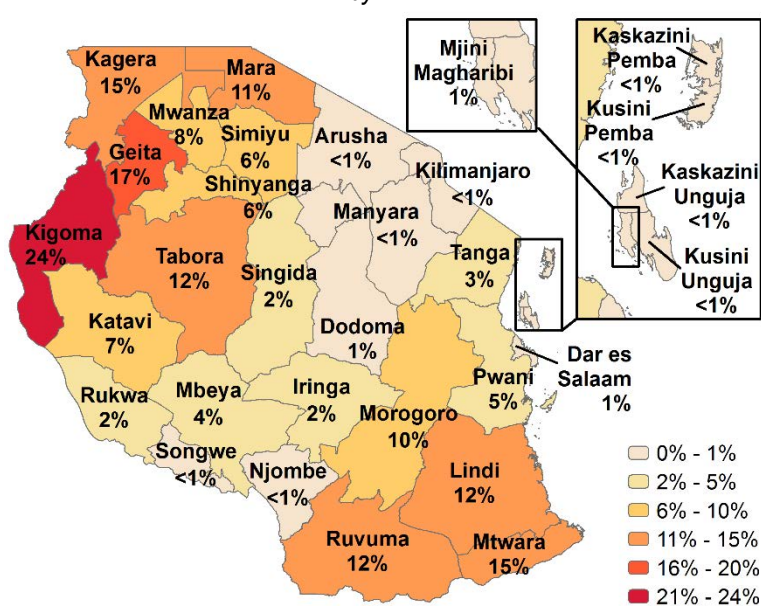 Kagera
15%
Mara
11%
Mwanza
8%
Simiyu
6%
Geita
17%
Shinyanga
6%
Arusha
<1%
Kilimanjaro
<1%
Manyara
<1%
Kigoma
24%
Tabora
12%
Singida
2%
Tanga
3%
Dodoma
1%
Katavi
7%
Rukwa
2%
Mbeya
4%
Iringa
2%
Morogoro
10%
Pwani
5%
Dar es
Salaam
1%
Songwe
<1%
Njombe
<1%
Lindi
12%
Ruvuma
12%
Mtwara
15%
Mjini
Magharibi
1%
Kaskazini
Pemba
<1%
Kusini
Pemba
<1%
Kaskazini
Unguja
<1%
Kusini
Unguja
<1%
0% - 1%
2% - 5%
6% - 10%
11% - 15%
16% - 20%
21% - 24%